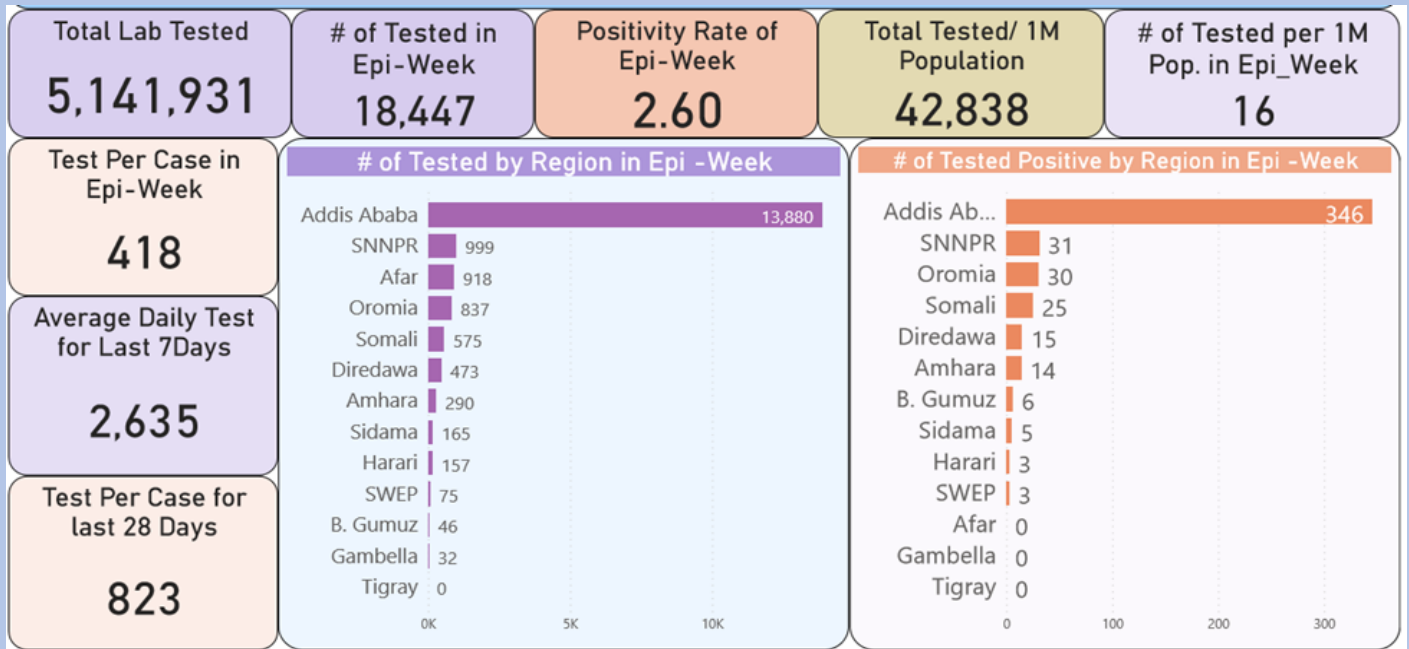 Total Lab Tested
5,141,931
# of Tested in
Epi-Week
18,447
Positivity Rate of
Epi-Week
2.60
Total Tested/ 1M
Population
42,838
# of Tested per 1M
Pop. in Epi_Week
16
Test Per Case in
Epi-Week
418
Average Daily Test
for Last 7Days
2,635
Test Per Case for
last 28 Days
823
# of Tested by Region in Epi -Week
Addis Ababa 13,880
SNNPR 999
Afar 918
Oromia 837
Somali 575
Diredawa 473
Amhara 290
Sidama 165
Harari 157
SWEP 75
B. Gumuz 46
Gambella 32
Tigray 0
0K 5K 10K
# of Tested Positive by Region in Epi -Week
Addis Ab... 346
SNNPR 31
Oromia 30
Somali 25
Diredawa 15
Amhara 14
B. Gumuz 6
Sidama 5
Harari 3
SWEP 3
Afar 0
Gambella 0
Tigray 0
0 100 200 300